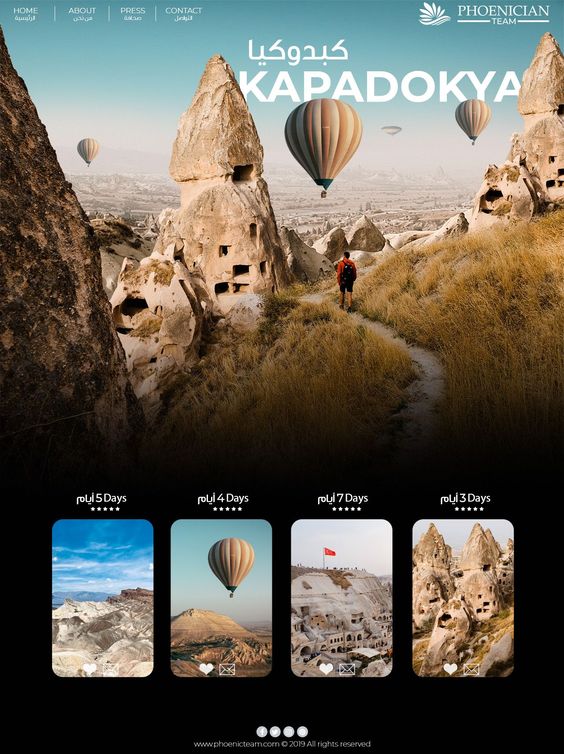 HOME
الرئيسية
ABOUT
من نحن
PRESS
صحافة
CONTACT
التواصل
PHOENICIAN
TEAM
كبدوكيا
KAPADOKYA
5 Days أيام
4 Days أيام
7 Days أيام
3 Days أيام
www.phoenicteam.com © 2019 All rights reserved